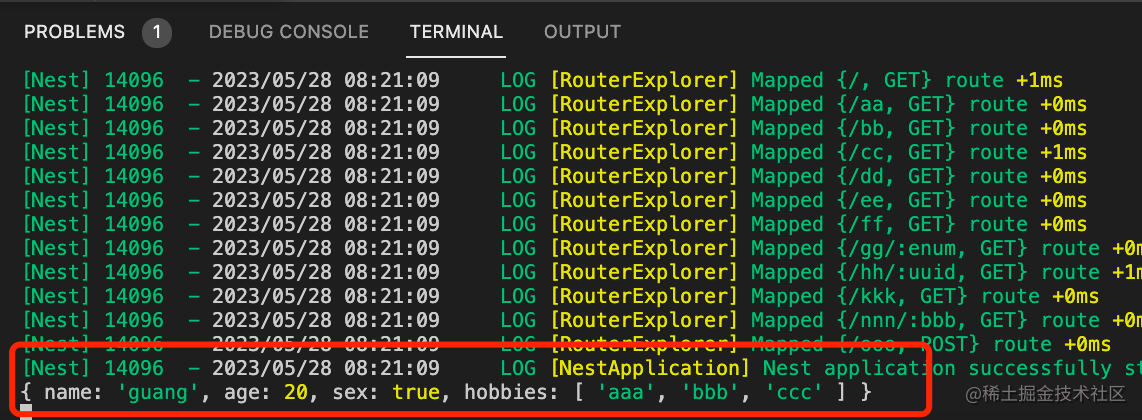 PROBLEMS 1 DEBUG CONSOLE TERMINAL OUTPUT
[Nest] 14096 - 2023/05/28 08:21:09 LOG [RouterExplorer] Mapped {/, GET} route +1ms
[Nest] 14096 - 2023/05/28 08:21:09 LOG [RouterExplorer] Mapped {/aa, GET} route +0ms
[Nest] 14096 - 2023/05/28 08:21:09 LOG [RouterExplorer] Mapped {/bb, GET} route +0ms
[Nest] 14096 - 2023/05/28 08:21:09 LOG [RouterExplorer] Mapped {/cc, GET} route +1ms
[Nest] 14096 - 2023/05/28 08:21:09 LOG [RouterExplorer] Mapped {/dd, GET} route +0ms
[Nest] 14096 - 2023/05/28 08:21:09 LOG [RouterExplorer] Mapped {/ee, GET} route +0ms
[Nest] 14096 - 2023/05/28 08:21:09 LOG [RouterExplorer] Mapped {/ff, GET} route +0ms
[Nest] 14096 - 2023/05/28 08:21:09 LOG [RouterExplorer] Mapped {/gg/:enum, GET} route +0m
[Nest] 14096 - 2023/05/28 08:21:09 LOG [RouterExplorer] Mapped {/hh/:uuid, GET} route +1m
[Nest] 14096 - 2023/05/28 08:21:09 LOG [RouterExplorer] Mapped {/kkk, GET} route +0ms
[Nest] 14096 - 2023/05/28 08:21:09 LOG [RouterExplorer] Mapped {/nnn/:bbb, GET} route +0m
[Nest] 14096 - 2023/05/28 08:21:09 LOG [RouterExplorer] Mapped {/ooo, POST} route +0ms
[Nest] 14096 - 2023/05/28 08:21:09 LOG [NestApplication] Nest application successfully st
{ name: 'guang', age: 20, sex: true, hobbies: [ 'aaa', 'bbb', 'ccc' ] }
@稀土掘金技术社区